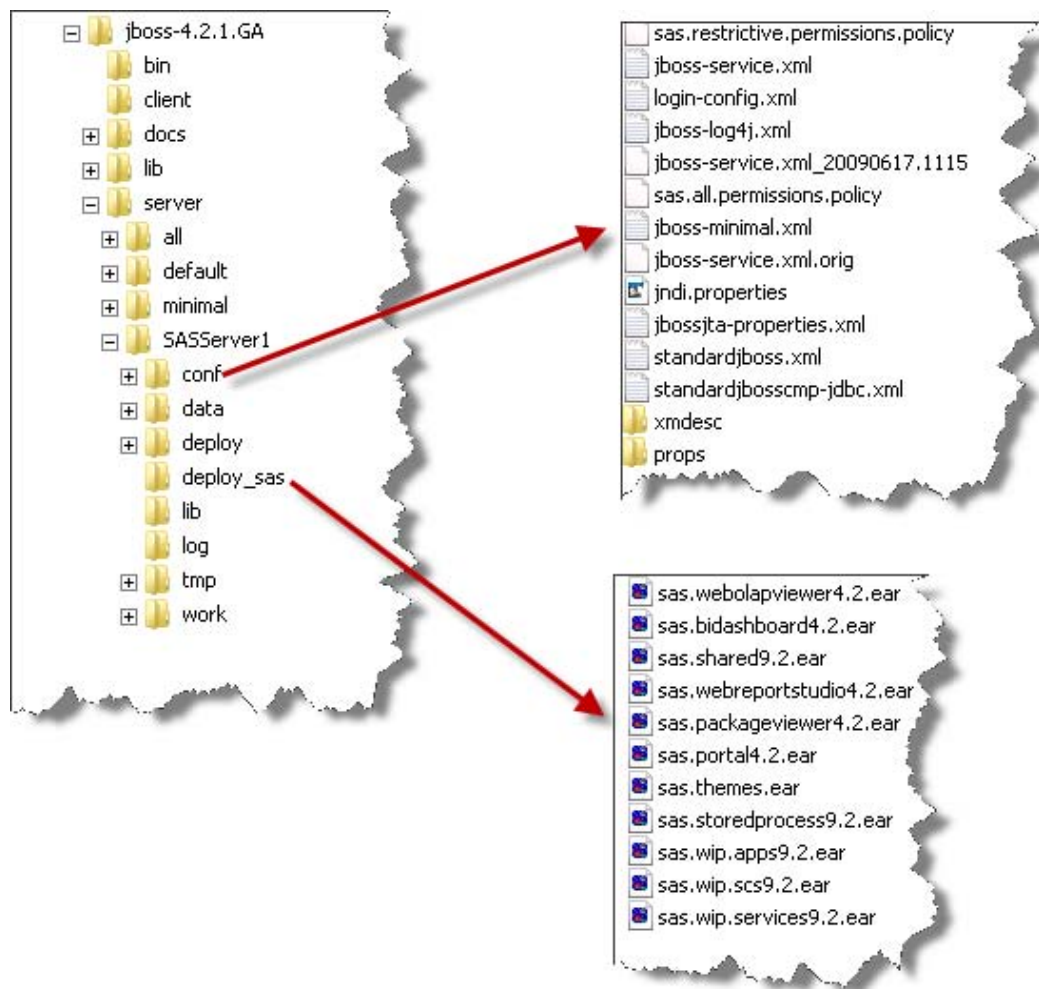 jboss-4.2.1.GA
bin
client
docs
lib
server
all
default
minimal
SASServer1
conf
data
deploy
deploy_sas
lib
log
tmp
work
sas.restrictive.permissions.policy
jboss-service.xml
login-config.xml
jboss-log4j.xml
jboss-service.xml_20090617.1115
sas.all.permissions.policy
jboss-minimal.xml
jboss-service.xml.orig
jndi.properties
jbossjta-properties.xml
standardjboss.xml
standardjbosscmp-jdbc.xml
xmdesc
props
sas.webolapviewer4.2.ear
sas.bidashboard4.2.ear
sas.shared9.2.ear
sas.webreportstudio4.2.ear
sas.packageviewer4.2.ear
sas.portal4.2.ear
sas.themes.ear
sas.storedprocess9.2.ear
sas.wip.apps9.2.ear
sas.wip.scs9.2.ear
sas.wip.services9.2.ear